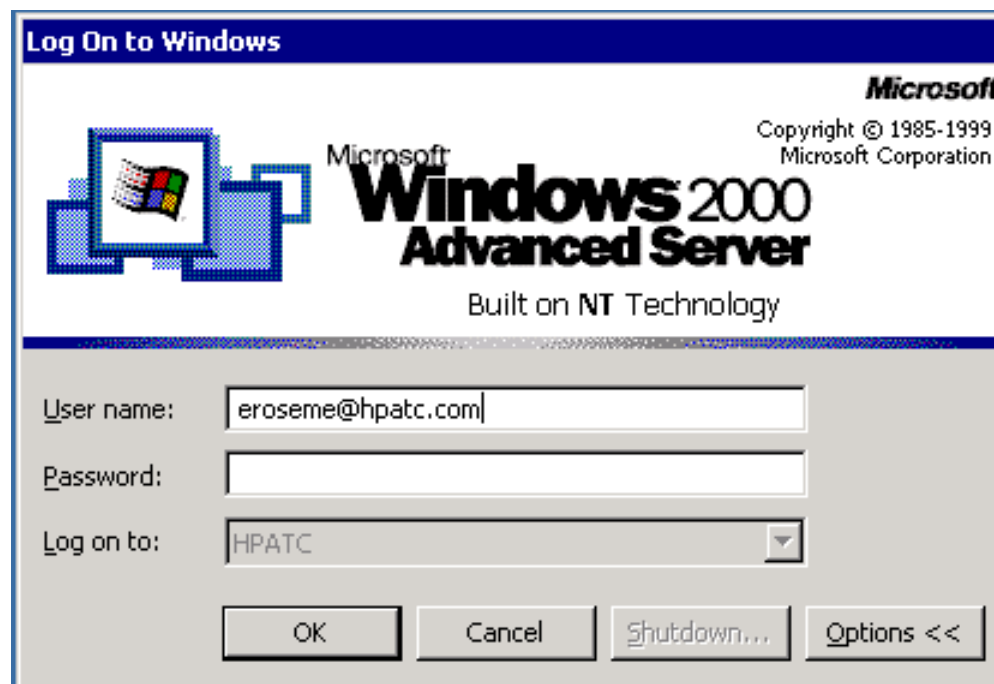 Log On to Windows
Microsoft
Copyright © 1985-1999
Microsoft Corporation
Microsoft
Windows 2000
Advanced Server
Built on NT Technology
User name: eroseme@hpatc.com
Password:
Log on to: HPATC
OK Cancel Shutdown... Options <<